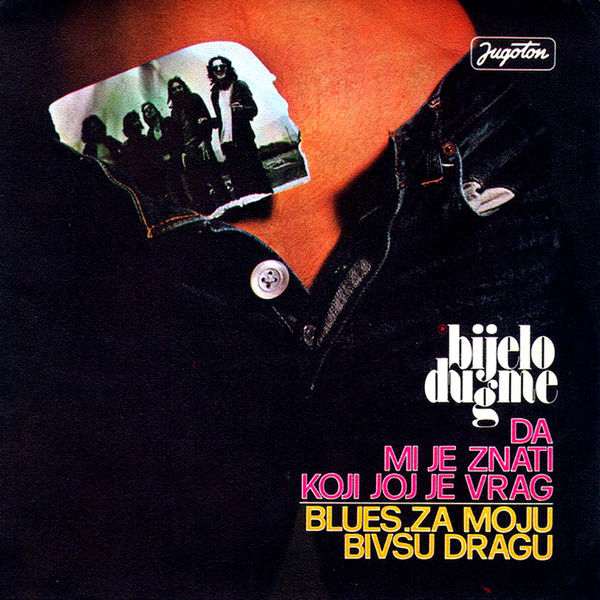 Jugoton
bijelo
dugme
DA
MI JE ZNATI
KOJI JOJ JE VRAG
BLUES.ZA MOJU
BIVSU DRAGU